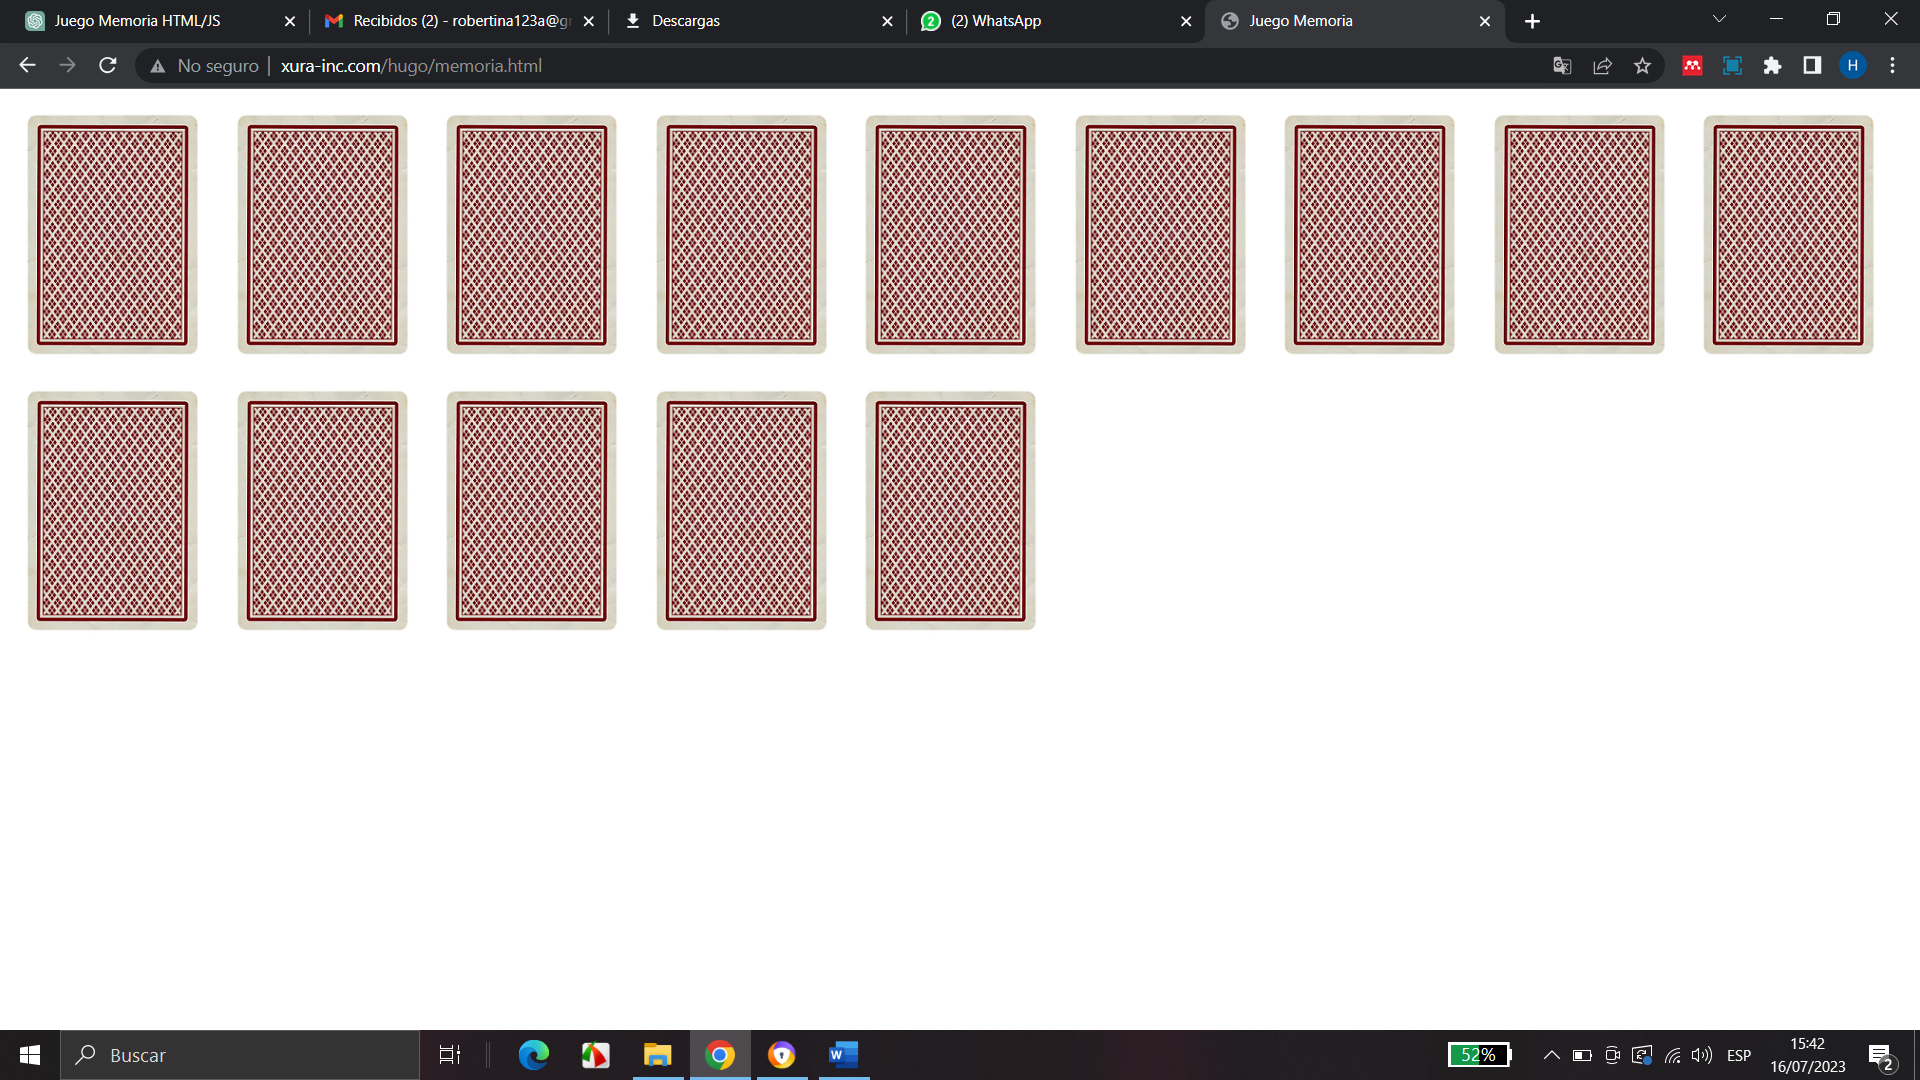 Juego Memoria HTML/JS
Recibidos (2) - robertina123a@g
Descargas
2
(2) WhatsApp
Juego Memoria
No seguro
xura-inc.com/hugo/memoria.html
H
Buscar
W
52%
ESP
15:42
16/07/2023
2